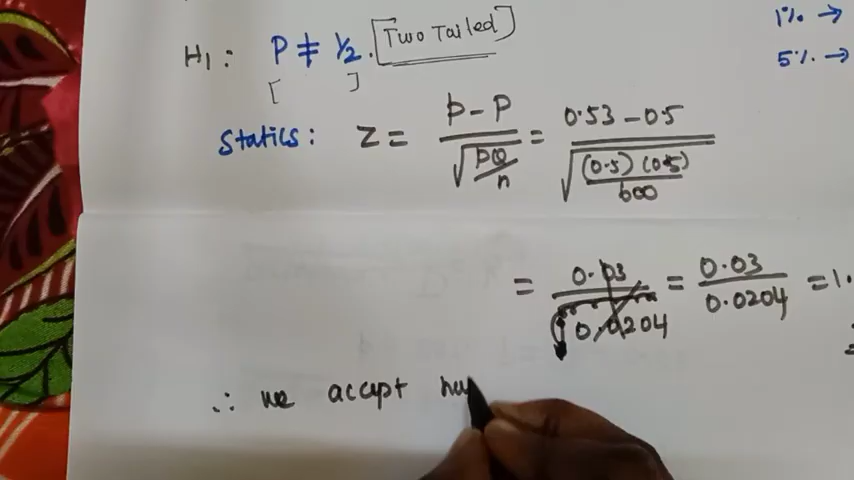 1% →
H₁ : P ≠ 1/2. [Two Tailed]
5% →
[ ]
Statics: Z = p - P / √(PQ/n) = 0.53 - 0.5 / √((0.5) (0.5)/600)
= 0.03 / √0.0204 = 0.03 / 0.0204 = 1.
∴ we accept